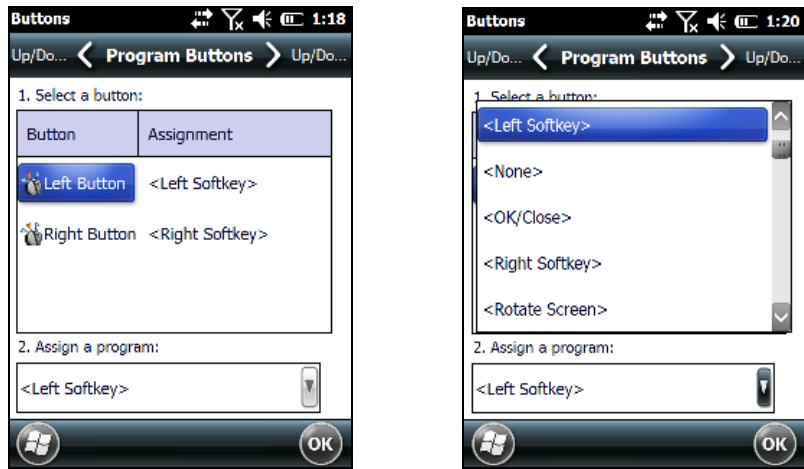 Buttons 1:18
Up/Do... Program Buttons Up/Do...
1. Select a button:
Button Assignment
Left Button <Left Softkey>
Right Button <Right Softkey>
2. Assign a program:
<Left Softkey>
OK
Buttons 1:20
Up/Do... Program Buttons Up/Do...
1. Select a button:
<Left Softkey>
<None>
<OK/Close>
<Right Softkey>
<Rotate Screen>
2. Assign a program:
<Left Softkey>
OK